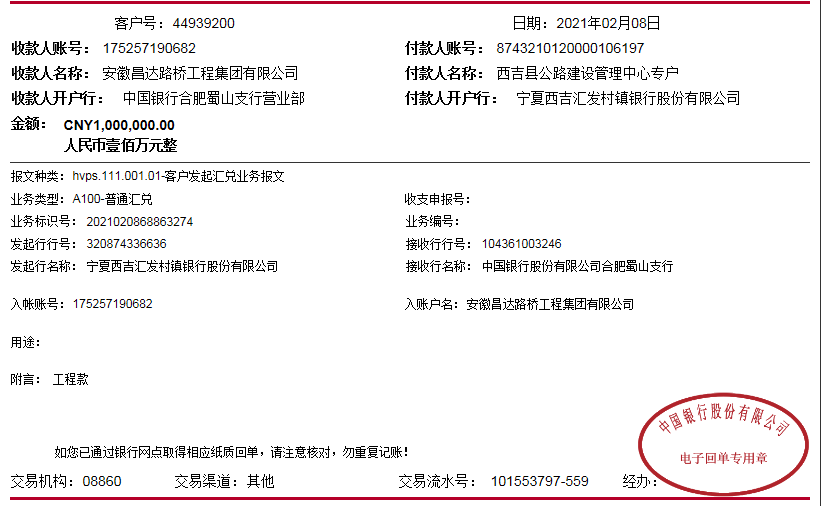 客户号：44939200 日期：2021年02月08日
收款人账号：175257190682 付款人账号：8743210120000106197
收款人名称：安徽昌达路桥工程集团有限公司 付款人名称：西吉县公路建设管理中心专户
收款人开户行：中国银行合肥蜀山支行营业部 付款人开户行：宁夏西吉汇发村镇银行股份有限公司
金额：CNY1,000,000.00
人民币壹佰万元整
报文种类：hvps.111.001.01-客户发起汇兑业务报文
业务类型：A100-普通汇兑 收支申报号：
业务标识号：2021020868863274 业务编号：
发起行行号：320874336636 接收行行号：104361003246
发起行名称：宁夏西吉汇发村镇银行股份有限公司 接收行名称：中国银行股份有限公司合肥蜀山支行
入帐账号：175257190682 入账户名：安徽昌达路桥工程集团有限公司
用途：
附言：工程款
中国银行股份有限公司
电子回单专用章
如您已通过银行网点取得相应纸质回单，请注意核对，勿重复记账！
交易机构：08860 交易渠道：其他 交易流水号：101553797-559 经办：